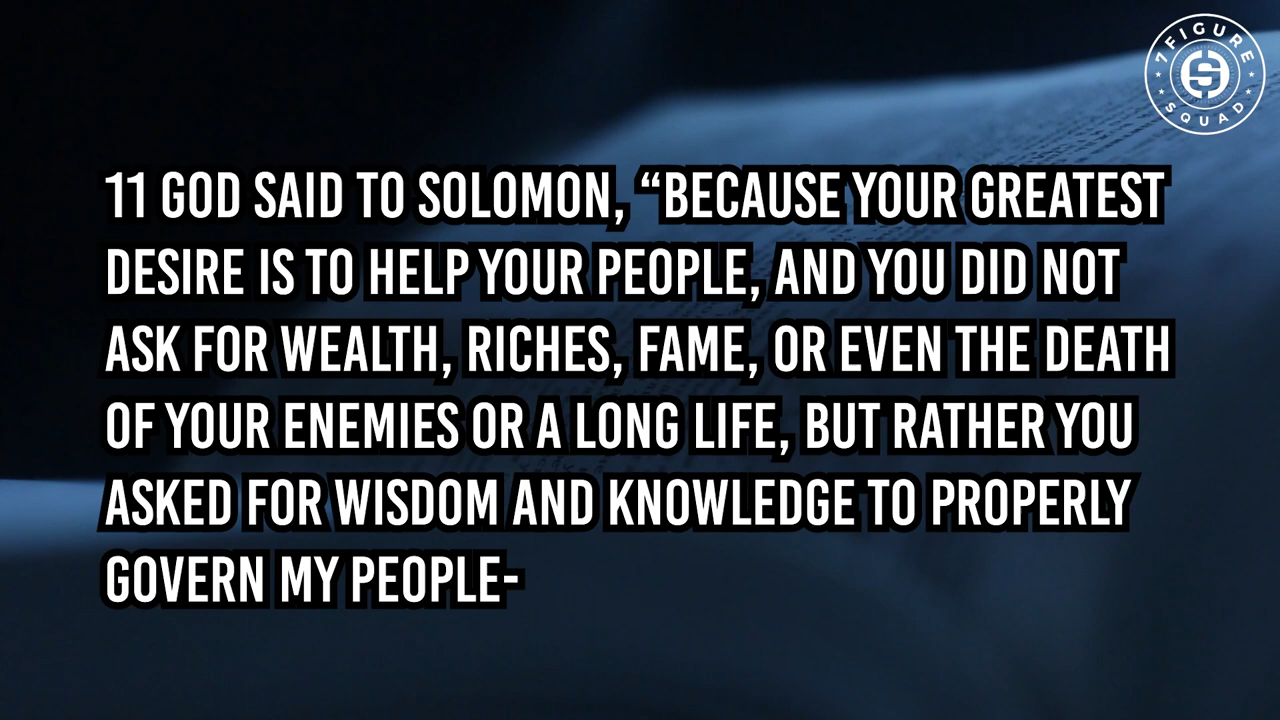 7FIGURE
SQUAD
11 GOD SAID TO SOLOMON, “BECAUSE YOUR GREATEST
DESIRE IS TO HELP YOUR PEOPLE, AND YOU DID NOT
ASK FOR WEALTH, RICHES, FAME, OR EVEN THE DEATH
OF YOUR ENEMIES OR A LONG LIFE, BUT RATHER YOU
ASKED FOR WISDOM AND KNOWLEDGE TO PROPERLY
GOVERN MY PEOPLE-